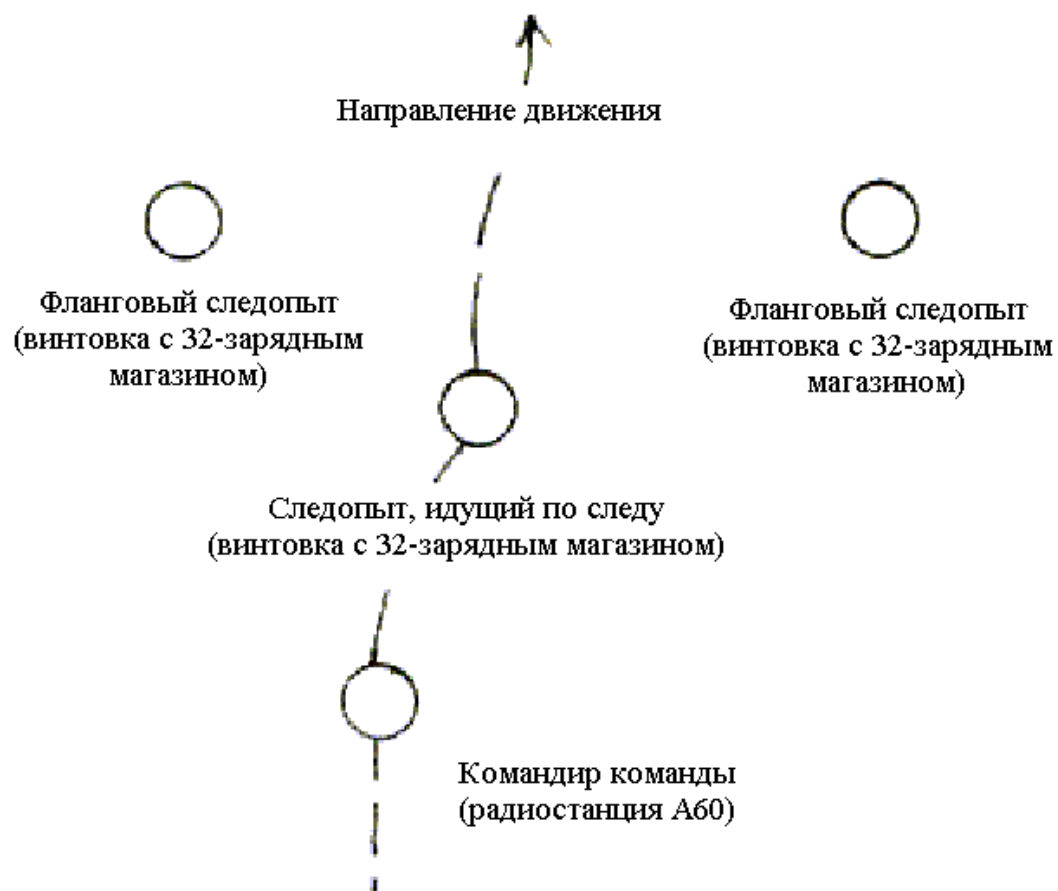 Направление движения
Фланговый следопыт
(винтовка с 32-зарядным
магазином)
Фланговый следопыт
(винтовка с 32-зарядным
магазином)
Следопыт, идущий по следу
(винтовка с 32-зарядным магазином)
Командир команды
(радиостанция А60)